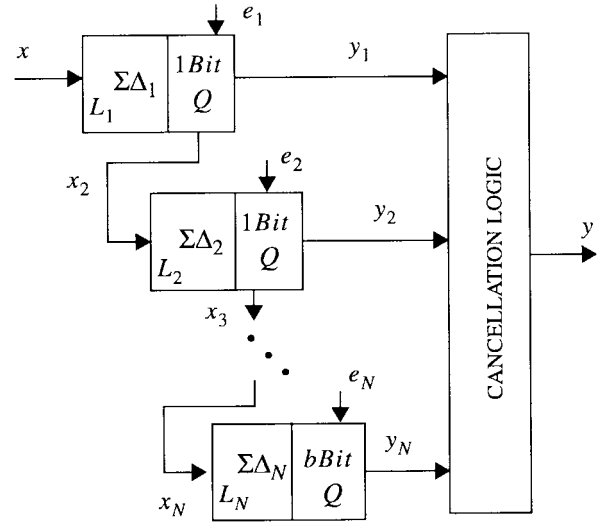 e₁
x
ΣΔ₁
1Bit
Q
L₁
y₁
x₂
e₂
ΣΔ₂
1Bit
Q
L₂
y₂
x₃
e_N
ΣΔ_N
bBit
Q
L_N
y_N
x_N
CANCELLATION LOGIC
y